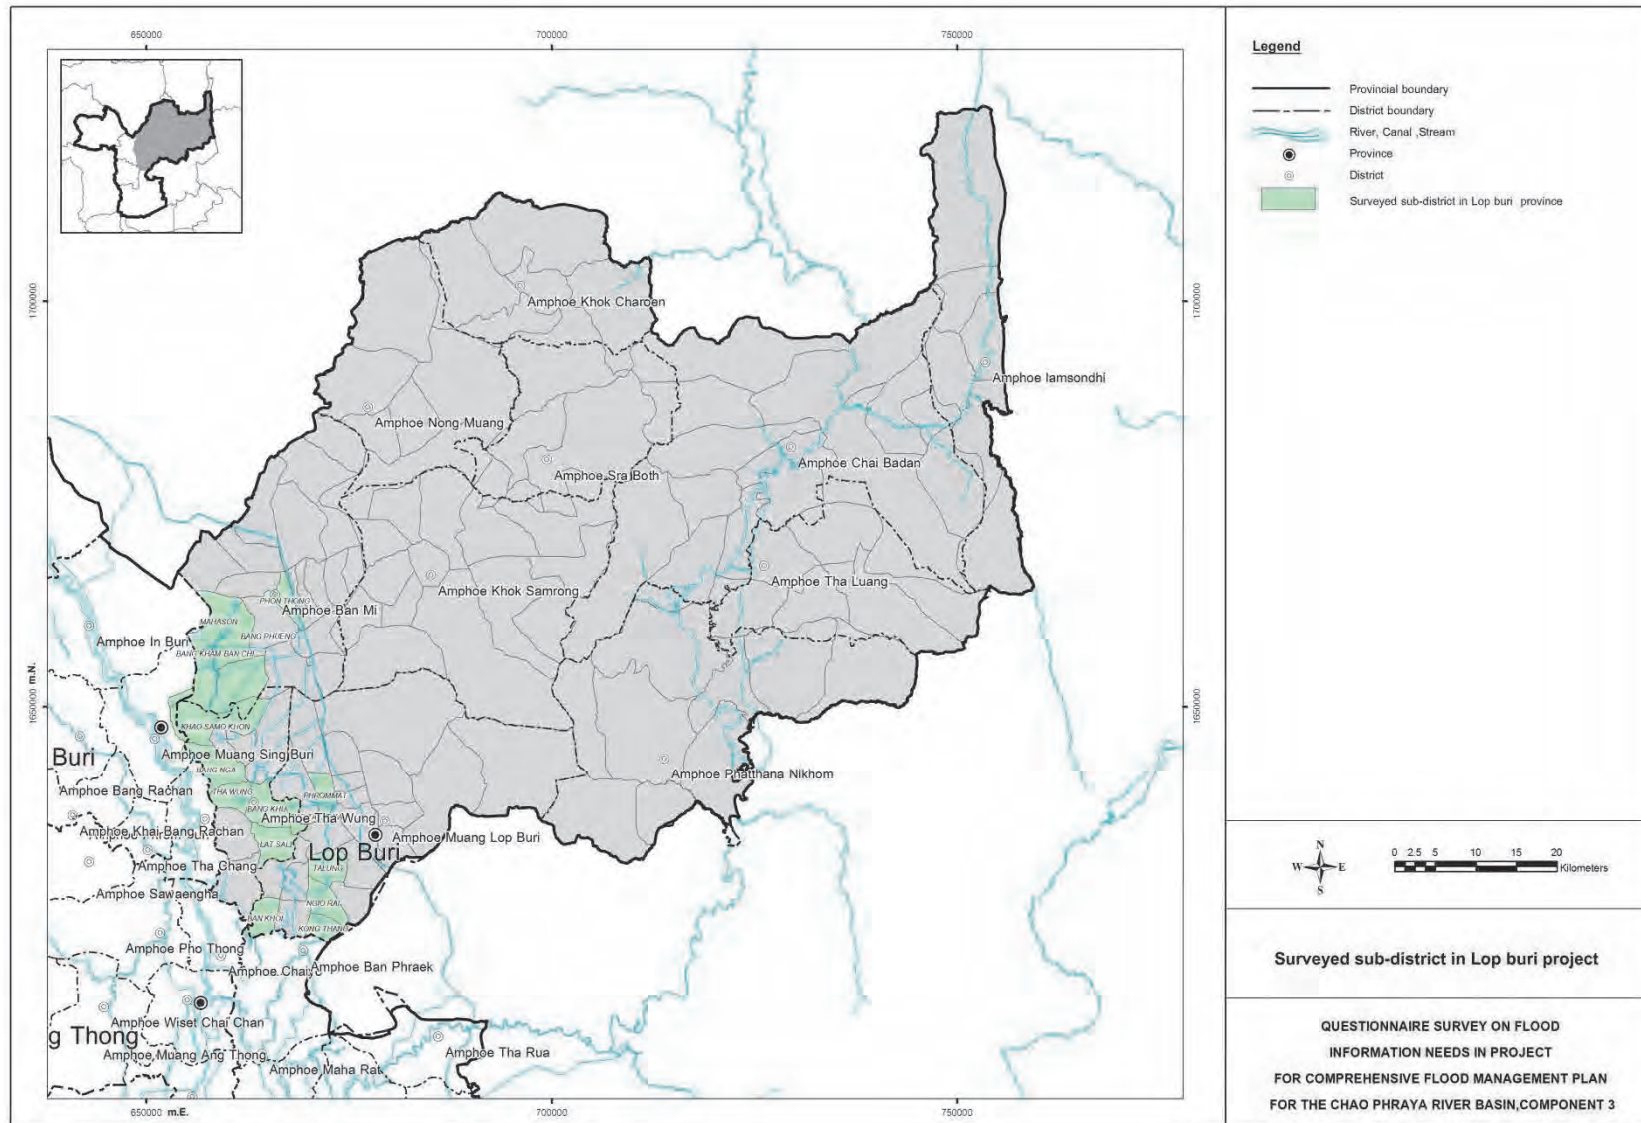 650000
700000
750000
1700000
1700000
1650000 m.N.
1650000
650000 m.E.
700000
750000
Amphoe Khok Charoen
Amphoe Iamsondhi
Amphoe Nong Muang
Amphoe Chai Badan
Amphoe Sra Both
Amphoe Tha Luang
Amphoe Khok Samrong
PHON THONG
Amphoe Ban Mi
MAHASON
BANG PHUENG
Amphoe In Buri
BANG KHAM BAN CHI
KHAO SAMO KHON
Amphoe Muang Sing Buri
Buri
BANG NGA
Amphoe Phatthana Nikhom
Amphoe Bang Rachan
THA WUNG
PHROMMAT
BANG KHU
Amphoe Tha Wung
Amphoe Khai Bang Rachan
Amphoe Muang Lop Buri
LAT SALI
Lop Buri
Amphoe Tha Chang
TALUNG
Amphoe Sawaengha
NGIO RAI
BAN KHOI
KONG THANG
Amphoe Pho Thong
Amphoe Chai
Amphoe Ban Phraek
Amphoe Wiset Chai Chan
g Thong
Amphoe Muang Ang Thong
Amphoe Tha Rua
Amphoe Maha Rat
Legend
Provincial boundary
District boundary
River, Canal ,Stream
Province
District
Surveyed sub-district in Lop buri province
N
W E
S
0 2.5 5 10 15 20
Kilometers
Surveyed sub-district in Lop buri project
QUESTIONNAIRE SURVEY ON FLOOD
INFORMATION NEEDS IN PROJECT
FOR COMPREHENSIVE FLOOD MANAGEMENT PLAN
FOR THE CHAO PHRAYA RIVER BASIN,COMPONENT 3